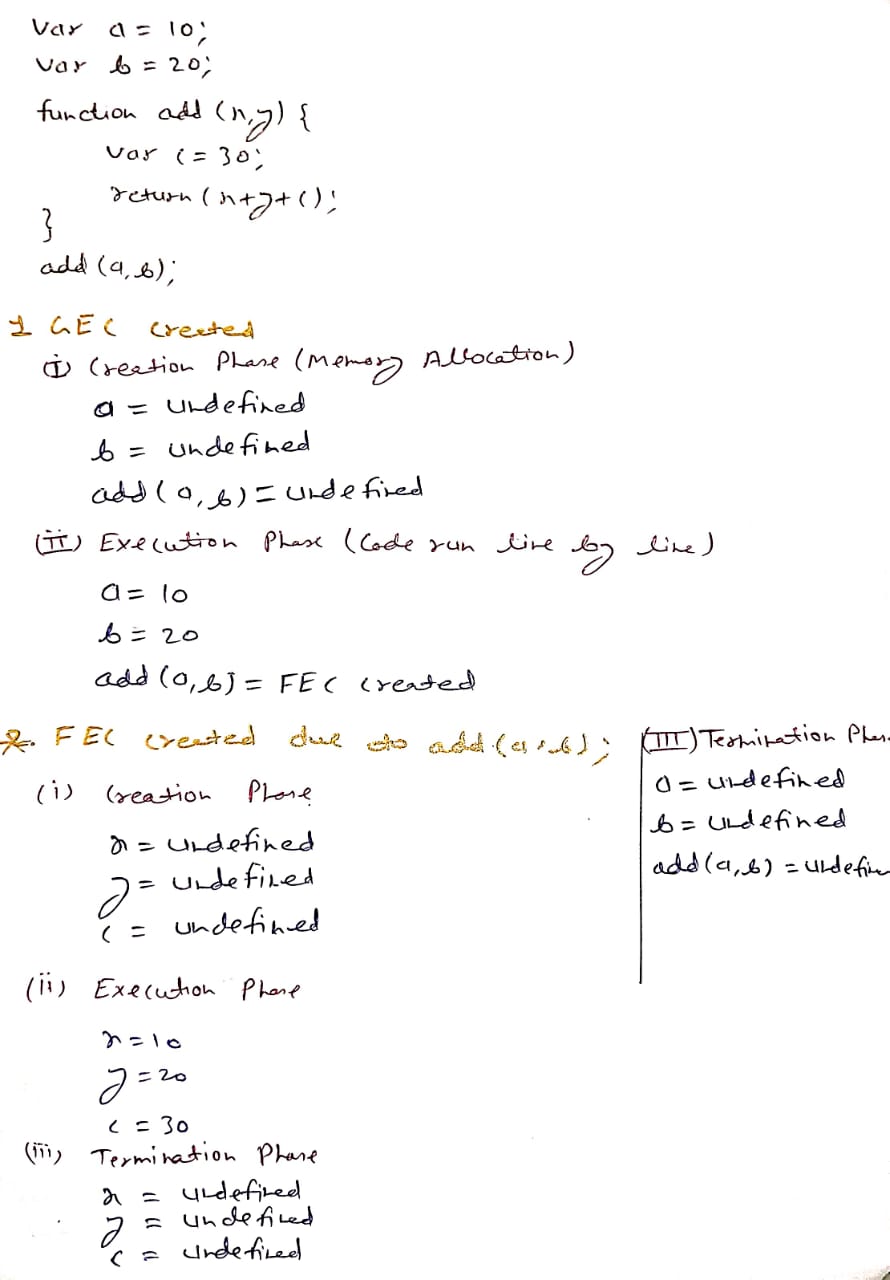 var a = 10;
var b = 20;
function add (x,y) {
var c = 30;
return (x+y+c);
}
add (a,b);
1 GEC created
(i) Creation Phase (Memory Allocation)
a = undefined
b = undefined
add(a,b) = undefined
(ii) Execution Phase (Code run line by line)
a = 10
b = 20
add (a,b) = FEC created
2. FEC created due to add(a,b);
(i) Creation Phase
x = undefined
y = undefined
c = undefined
(ii) Execution Phase
x = 10
y = 20
c = 30
(iii) Termination Phase
x = undefined
y = undefined
c = undefined
(III) Termination Phas
a = undefined
b = undefined
add(a,b) = undefine